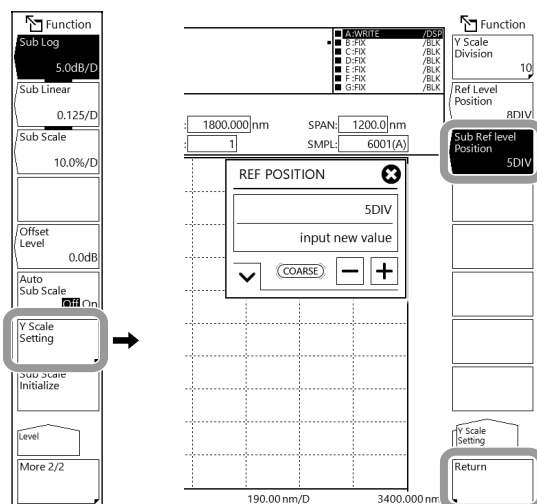 Function
Sub Log
5.0dB/D
Sub Linear
0.125/D
Sub Scale
10.0%/D
Offset
Level
0.0dB
Auto
Sub Scale
Off On
Y Scale
Setting
Sub Scale
Initialize
Level
More 2/2
A:WRITE /DSP
B:FIX /BLK
C:FIX /BLK
D:FIX /BLK
E:FIX /BLK
F:FIX /BLK
G:FIX /BLK
: 1800.000 nm SPAN: 1200.0 nm
: 1 SMPL: 6001(A)
REF POSITION
5DIV
input new value
COARSE
190.00 nm/D 3400.000 nm
Function
Y Scale
Division
10
Ref Level
Position
8DIV
Sub Ref level
Position
5DIV
Y Scale
Setting
Return